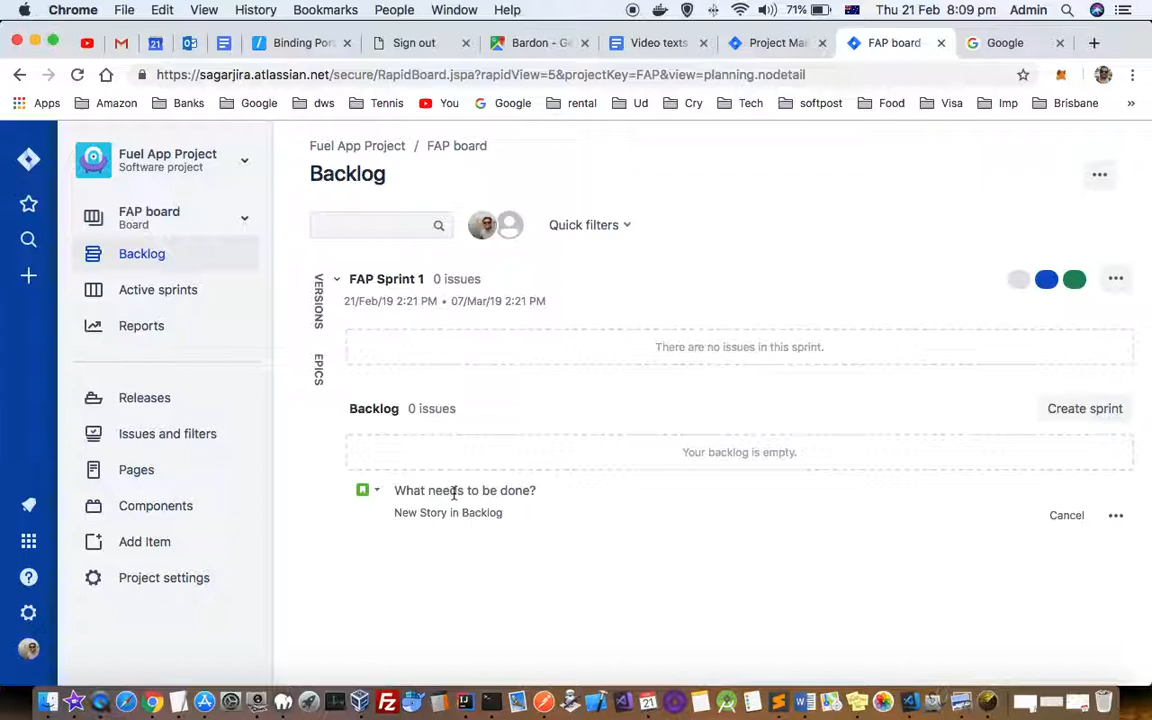 Chrome File Edit View History Bookmarks People Window Help 71% Thu 21 Feb 8:09 pm Admin
Binding Por Sign out Bardon - Ge Video texts Project Ma FAP board Google
https://sagarjira.atlassian.net/secure/RapidBoard.jspa?rapidView=5&projectKey=FAP&view=planning.nodetail
Apps Amazon Banks Google dws Tennis You Google rental Ud Cry Tech softpost Food Visa Imp Brisbane »
Fuel App Project
Software project
FAP board
Board
Backlog
Active sprints
Reports
Releases
Issues and filters
Pages
Components
Add Item
Project settings
Fuel App Project / FAP board
Backlog
Quick filters
VERSIONS
EPICS
FAP Sprint 1 0 issues
21/Feb/19 2:21 PM • 07/Mar/19 2:21 PM
There are no issues in this sprint.
Backlog 0 issues
Create sprint
Your backlog is empty.
What needs to be done?
New Story in Backlog
Cancel